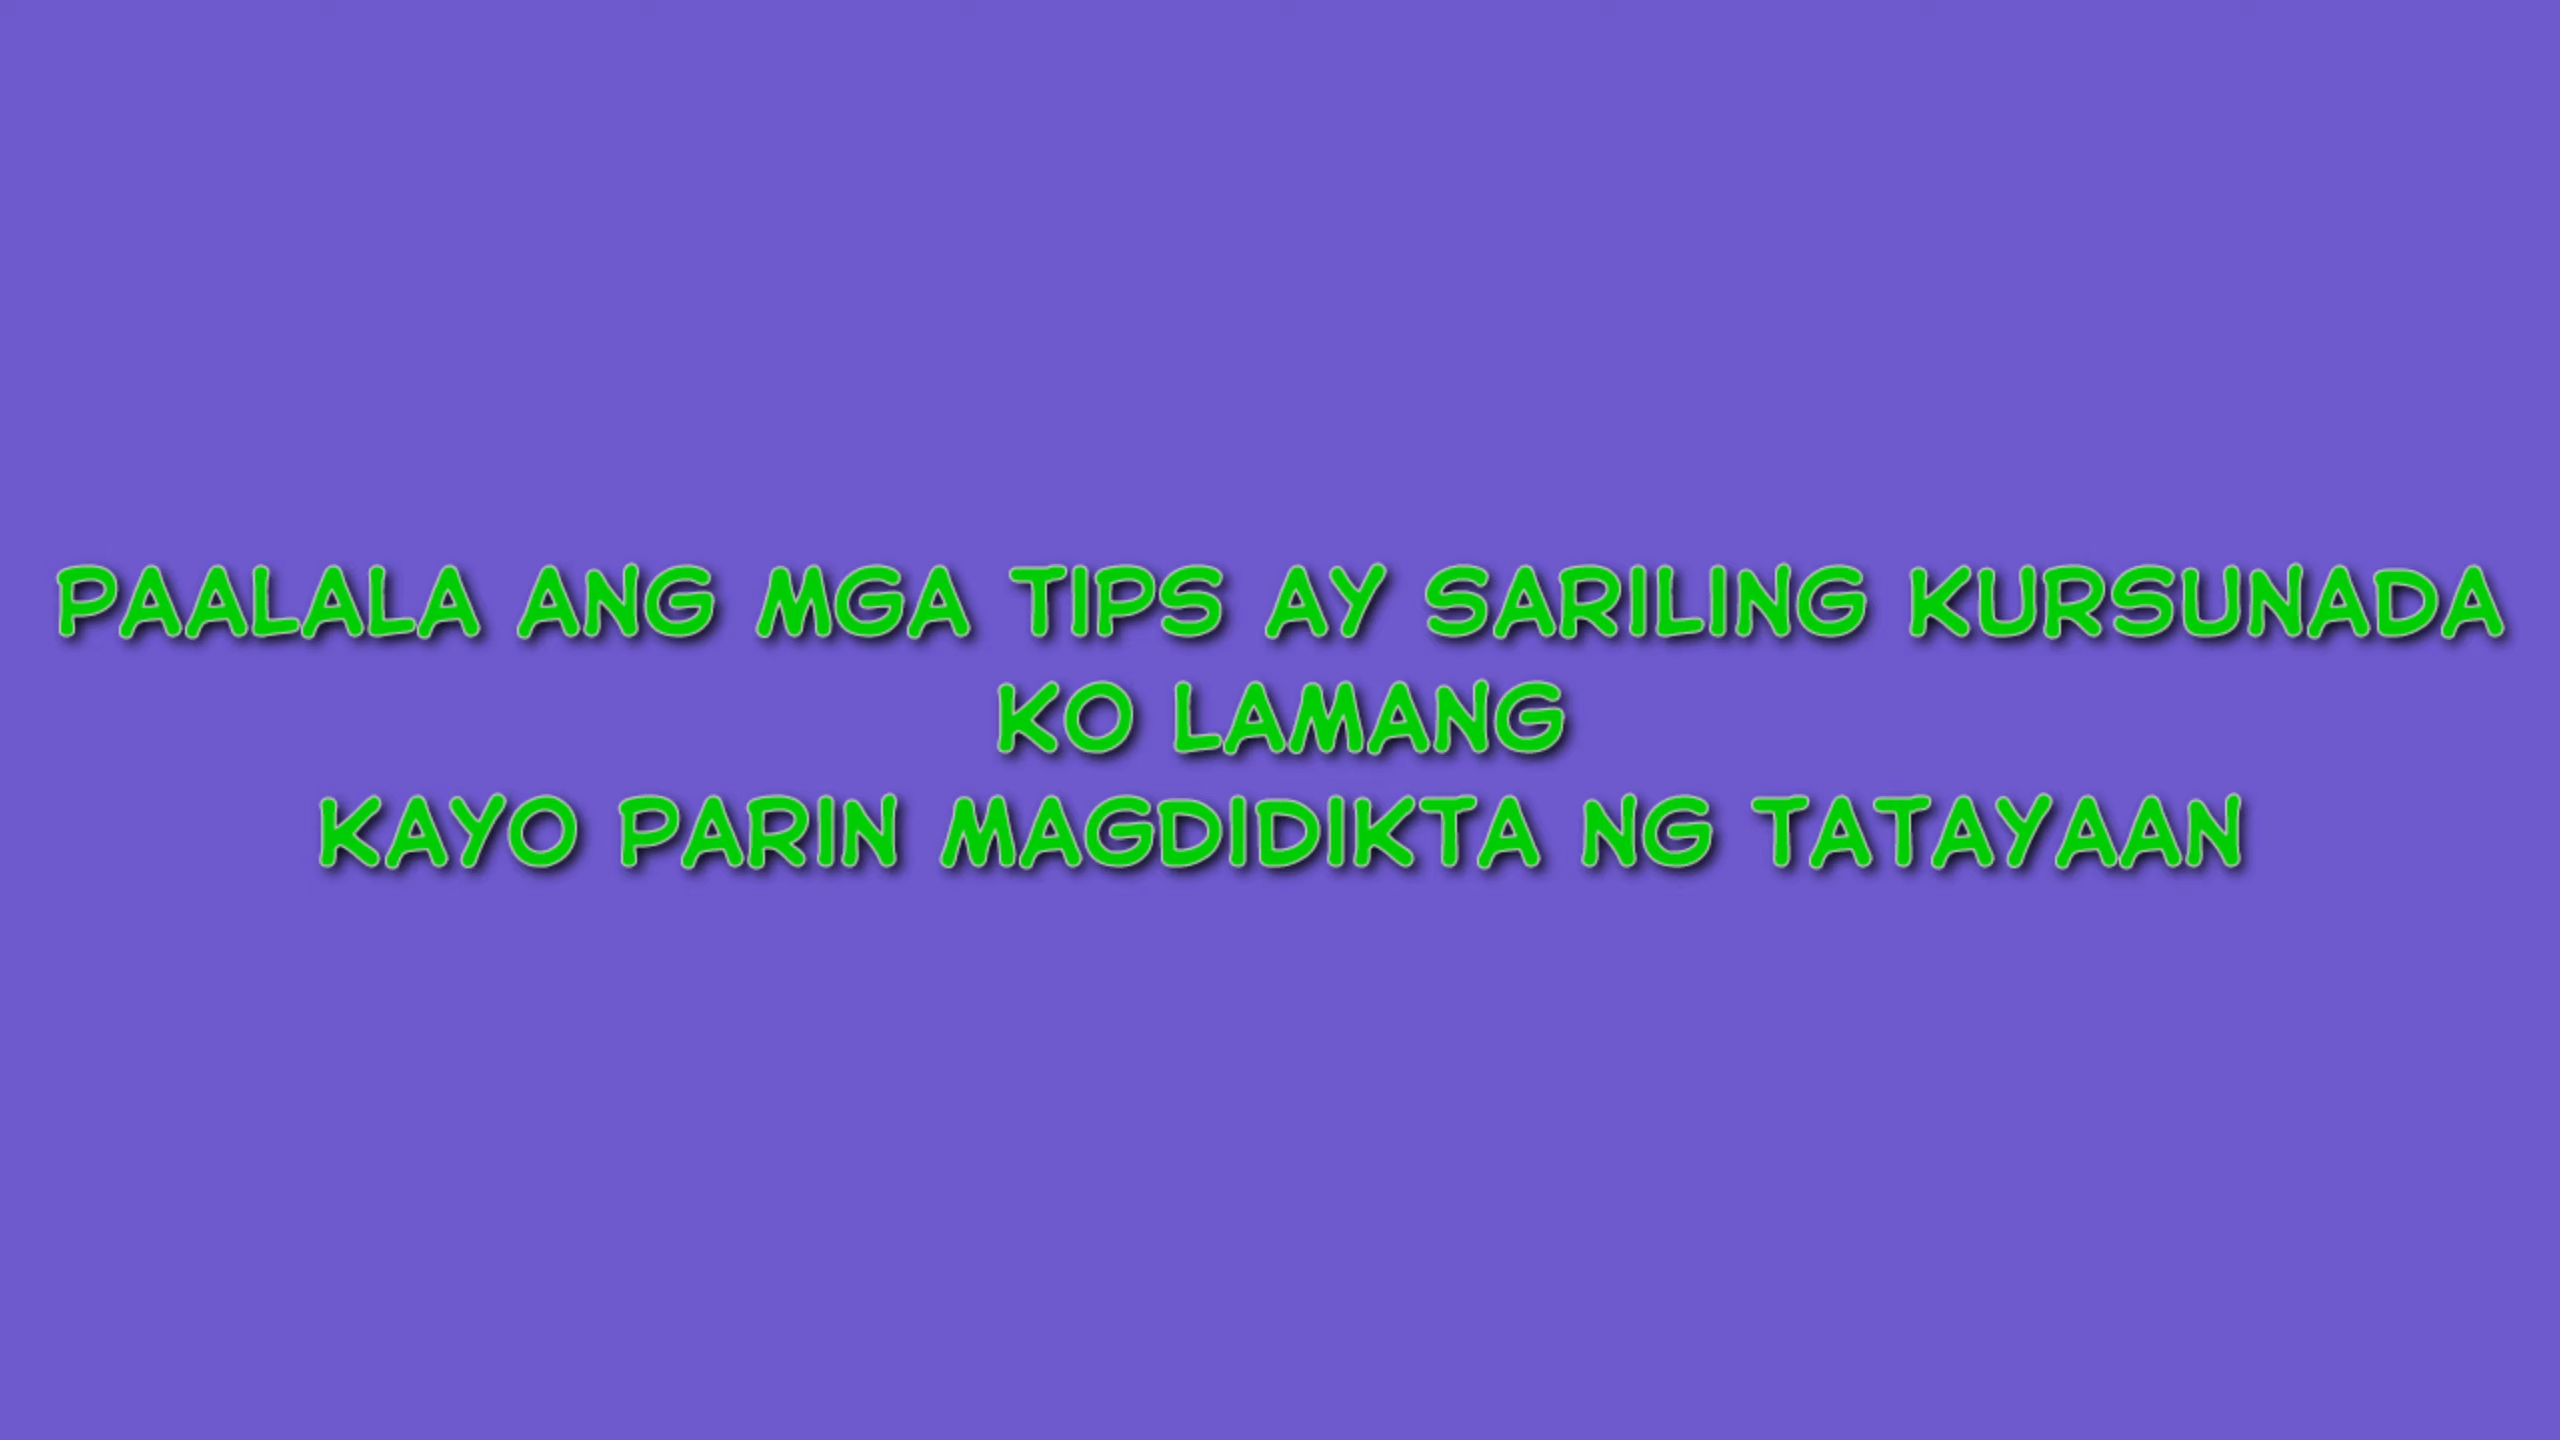 PAALALA ANG MGA TIPS AY SARILING KURSUNADA
KO LAMANG
KAYO PARIN MAGDIDIKTA NG TATAYAAN